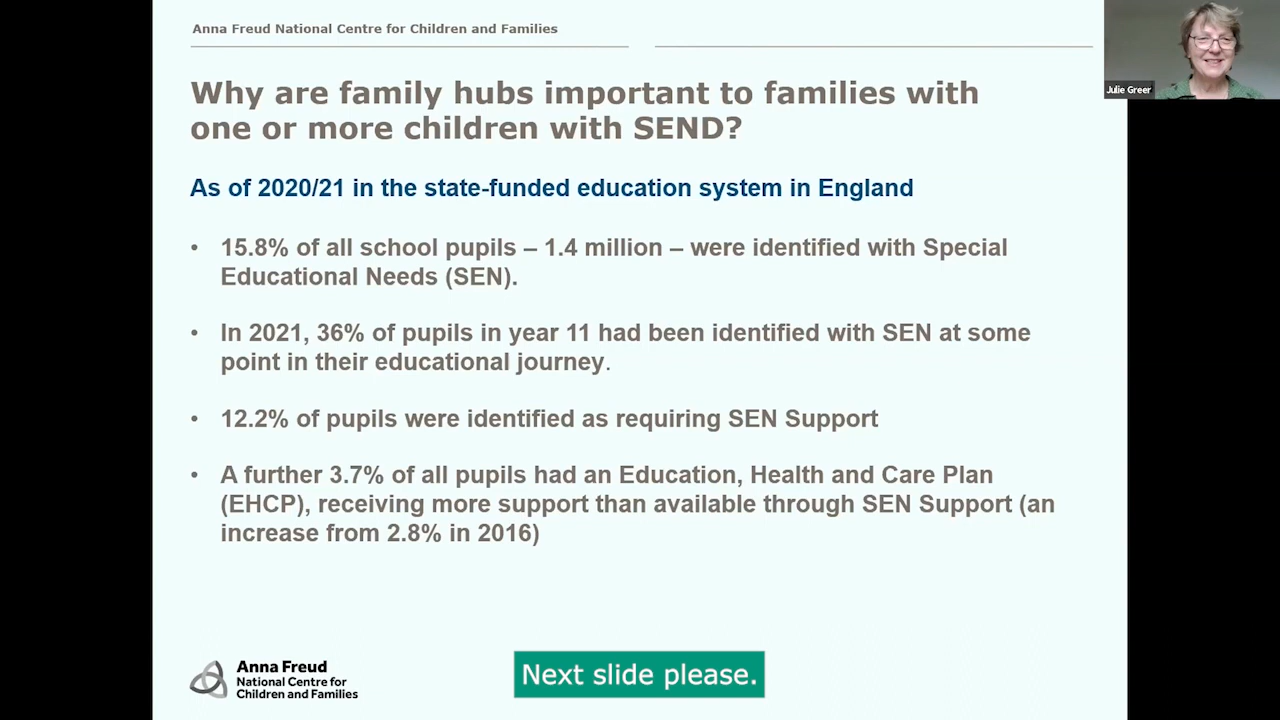 Anna Freud National Centre for Children and Families
Julie Greer
Why are family hubs important to families with
one or more children with SEND?
As of 2020/21 in the state-funded education system in England
• 15.8% of all school pupils – 1.4 million – were identified with Special
Educational Needs (SEN).
• In 2021, 36% of pupils in year 11 had been identified with SEN at some
point in their educational journey.
• 12.2% of pupils were identified as requiring SEN Support
• A further 3.7% of all pupils had an Education, Health and Care Plan
(EHCP), receiving more support than available through SEN Support (an
increase from 2.8% in 2016)
Anna Freud
National Centre for
Children and Families
Next slide please.